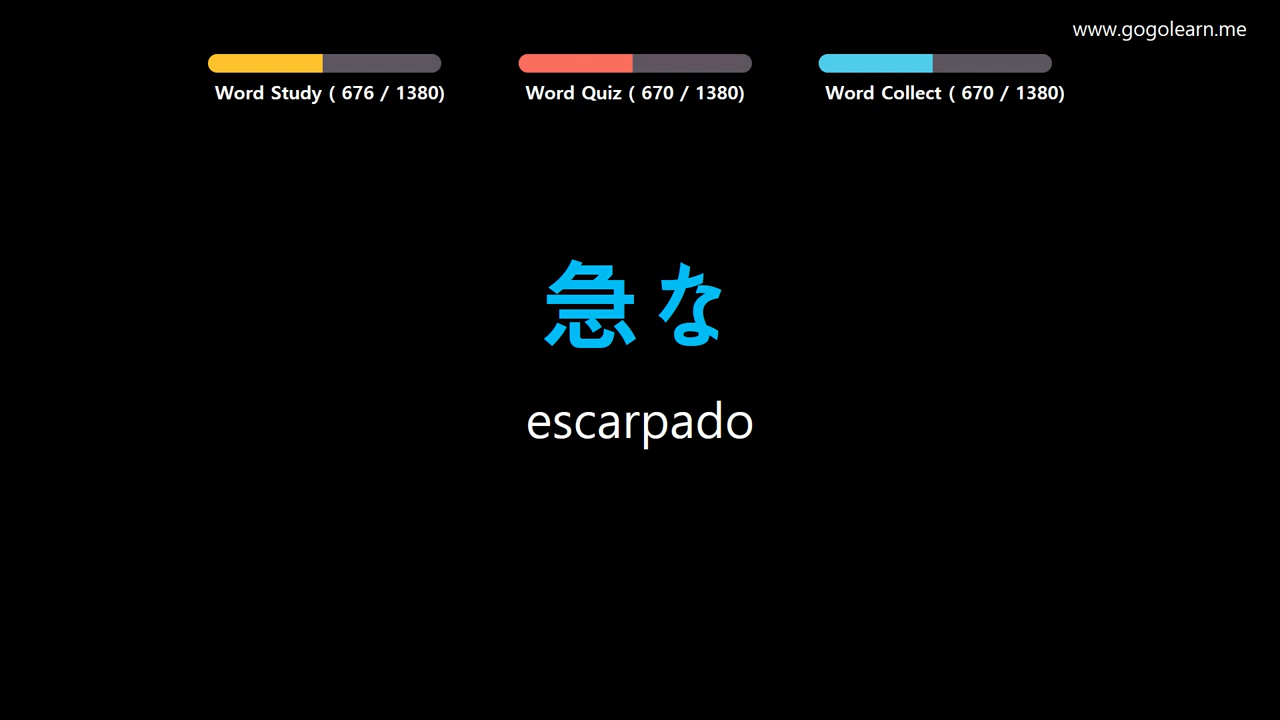 www.gogolearn.me
Word Study ( 676 / 1380)
Word Quiz ( 670 / 1380)
Word Collect ( 670 / 1380)
急な
escarpado